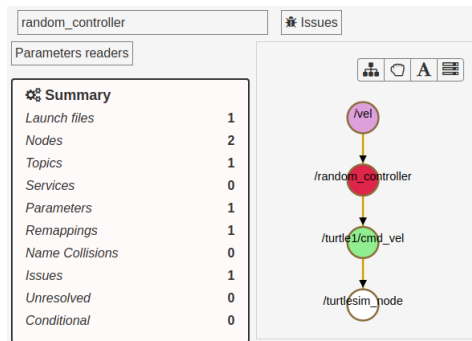 random_controller
Issues
Parameters readers
Summary
Launch files 1
Nodes 2
Topics 1
Services 0
Parameters 1
Remappings 1
Name Collisions 0
Issues 1
Unresolved 0
Conditional 0
A
/vel
/random_controller
/turtle1/cmd_vel
/turtlesim_node